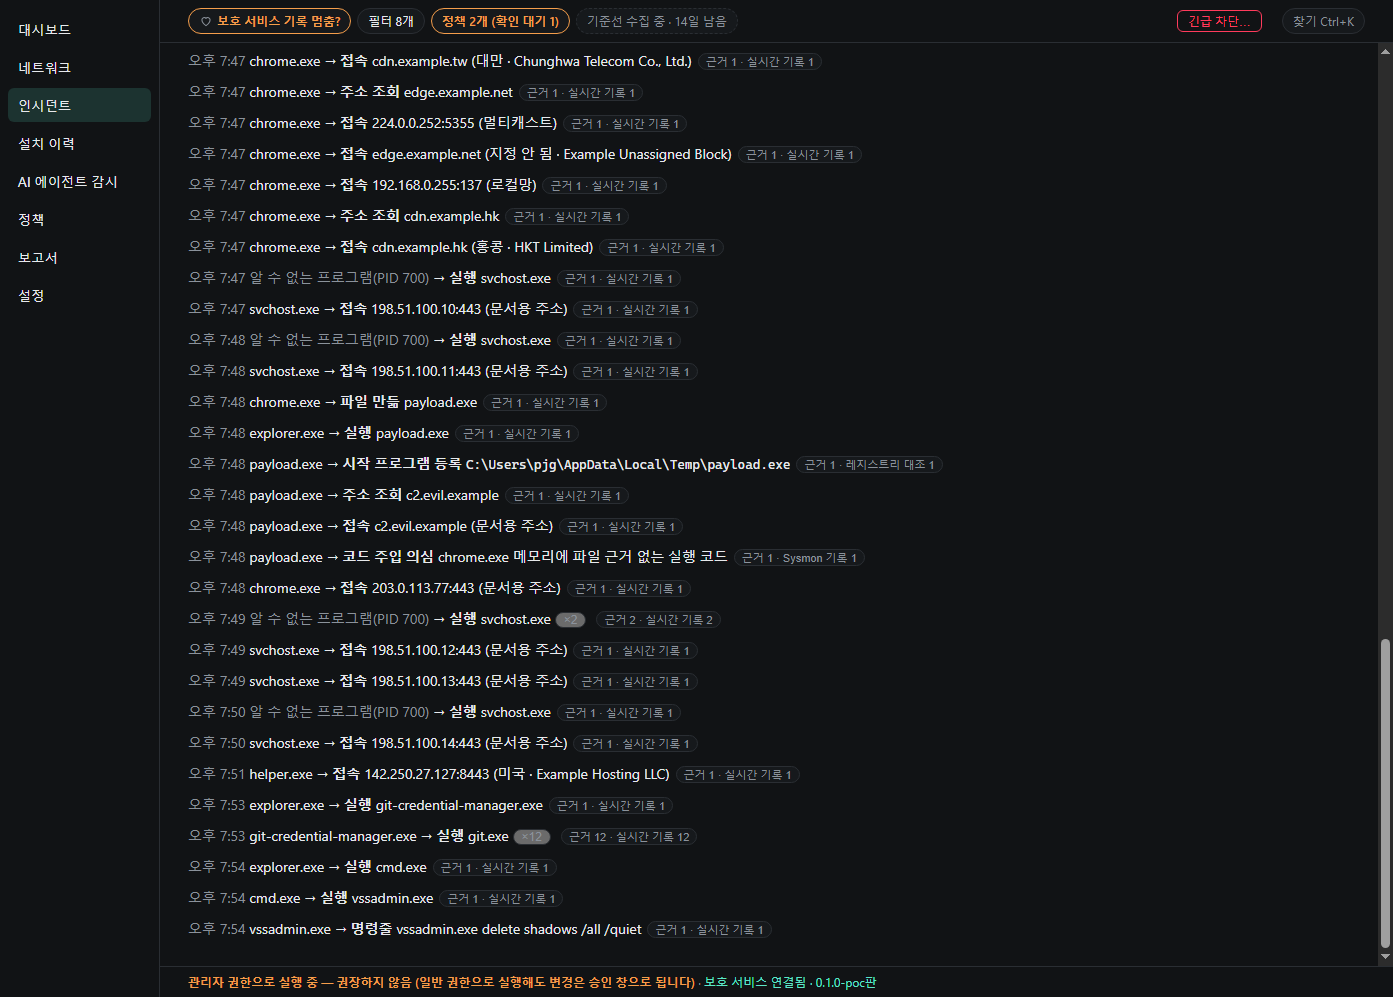 대시보드
네트워크
인시던트
설치 이력
AI 에이전트 감시
정책
보고서
설정
♡ 보호 서비스 기록 멈춤? 필터 8개 정책 2개 (확인 대기 1) 기준선 수집 중 · 14일 남음 긴급 차단... 찾기 Ctrl+K
오후 7:47 chrome.exe → 접속 cdn.example.tw (대만 · Chunghwa Telecom Co., Ltd.) 근거 1 · 실시간 기록 1
오후 7:47 chrome.exe → 주소 조회 edge.example.net 근거 1 · 실시간 기록 1
오후 7:47 chrome.exe → 접속 224.0.0.252:5355 (멀티캐스트) 근거 1 · 실시간 기록 1
오후 7:47 chrome.exe → 접속 edge.example.net (지정 안 됨 · Example Unassigned Block) 근거 1 · 실시간 기록 1
오후 7:47 chrome.exe → 접속 192.168.0.255:137 (로컬망) 근거 1 · 실시간 기록 1
오후 7:47 chrome.exe → 주소 조회 cdn.example.hk 근거 1 · 실시간 기록 1
오후 7:47 chrome.exe → 접속 cdn.example.hk (홍콩 · HKT Limited) 근거 1 · 실시간 기록 1
오후 7:47 알 수 없는 프로그램(PID 700) → 실행 svchost.exe 근거 1 · 실시간 기록 1
오후 7:47 svchost.exe → 접속 198.51.100.10:443 (문서용 주소) 근거 1 · 실시간 기록 1
오후 7:48 알 수 없는 프로그램(PID 700) → 실행 svchost.exe 근거 1 · 실시간 기록 1
오후 7:48 svchost.exe → 접속 198.51.100.11:443 (문서용 주소) 근거 1 · 실시간 기록 1
오후 7:48 chrome.exe → 파일 만듦 payload.exe 근거 1 · 실시간 기록 1
오후 7:48 explorer.exe → 실행 payload.exe 근거 1 · 실시간 기록 1
오후 7:48 payload.exe → 시작 프로그램 등록 C:\Users\pjg\AppData\Local\Temp\payload.exe 근거 1 · 레지스트리 대조 1
오후 7:48 payload.exe → 주소 조회 c2.evil.example 근거 1 · 실시간 기록 1
오후 7:48 payload.exe → 접속 c2.evil.example (문서용 주소) 근거 1 · 실시간 기록 1
오후 7:48 payload.exe → 코드 주입 의심 chrome.exe 메모리에 파일 근거 없는 실행 코드 근거 1 · Sysmon 기록 1
오후 7:48 chrome.exe → 접속 203.0.113.77:443 (문서용 주소) 근거 1 · 실시간 기록 1
오후 7:49 알 수 없는 프로그램(PID 700) → 실행 svchost.exe ×2 근거 2 · 실시간 기록 2
오후 7:49 svchost.exe → 접속 198.51.100.12:443 (문서용 주소) 근거 1 · 실시간 기록 1
오후 7:49 svchost.exe → 접속 198.51.100.13:443 (문서용 주소) 근거 1 · 실시간 기록 1
오후 7:50 알 수 없는 프로그램(PID 700) → 실행 svchost.exe 근거 1 · 실시간 기록 1
오후 7:50 svchost.exe → 접속 198.51.100.14:443 (문서용 주소) 근거 1 · 실시간 기록 1
오후 7:51 helper.exe → 접속 142.250.27.127:8443 (미국 · Example Hosting LLC) 근거 1 · 실시간 기록 1
오후 7:53 explorer.exe → 실행 git-credential-manager.exe 근거 1 · 실시간 기록 1
오후 7:53 git-credential-manager.exe → 실행 git.exe ×12 근거 12 · 실시간 기록 12
오후 7:54 explorer.exe → 실행 cmd.exe 근거 1 · 실시간 기록 1
오후 7:54 cmd.exe → 실행 vssadmin.exe 근거 1 · 실시간 기록 1
오후 7:54 vssadmin.exe → 명령줄 vssadmin.exe delete shadows /all /quiet 근거 1 · 실시간 기록 1
관리자 권한으로 실행 중 — 권장하지 않음 (일반 권한으로 실행해도 변경은 승인 창으로 됩니다) · 보호 서비스 연결됨 · 0.1.0-poc판